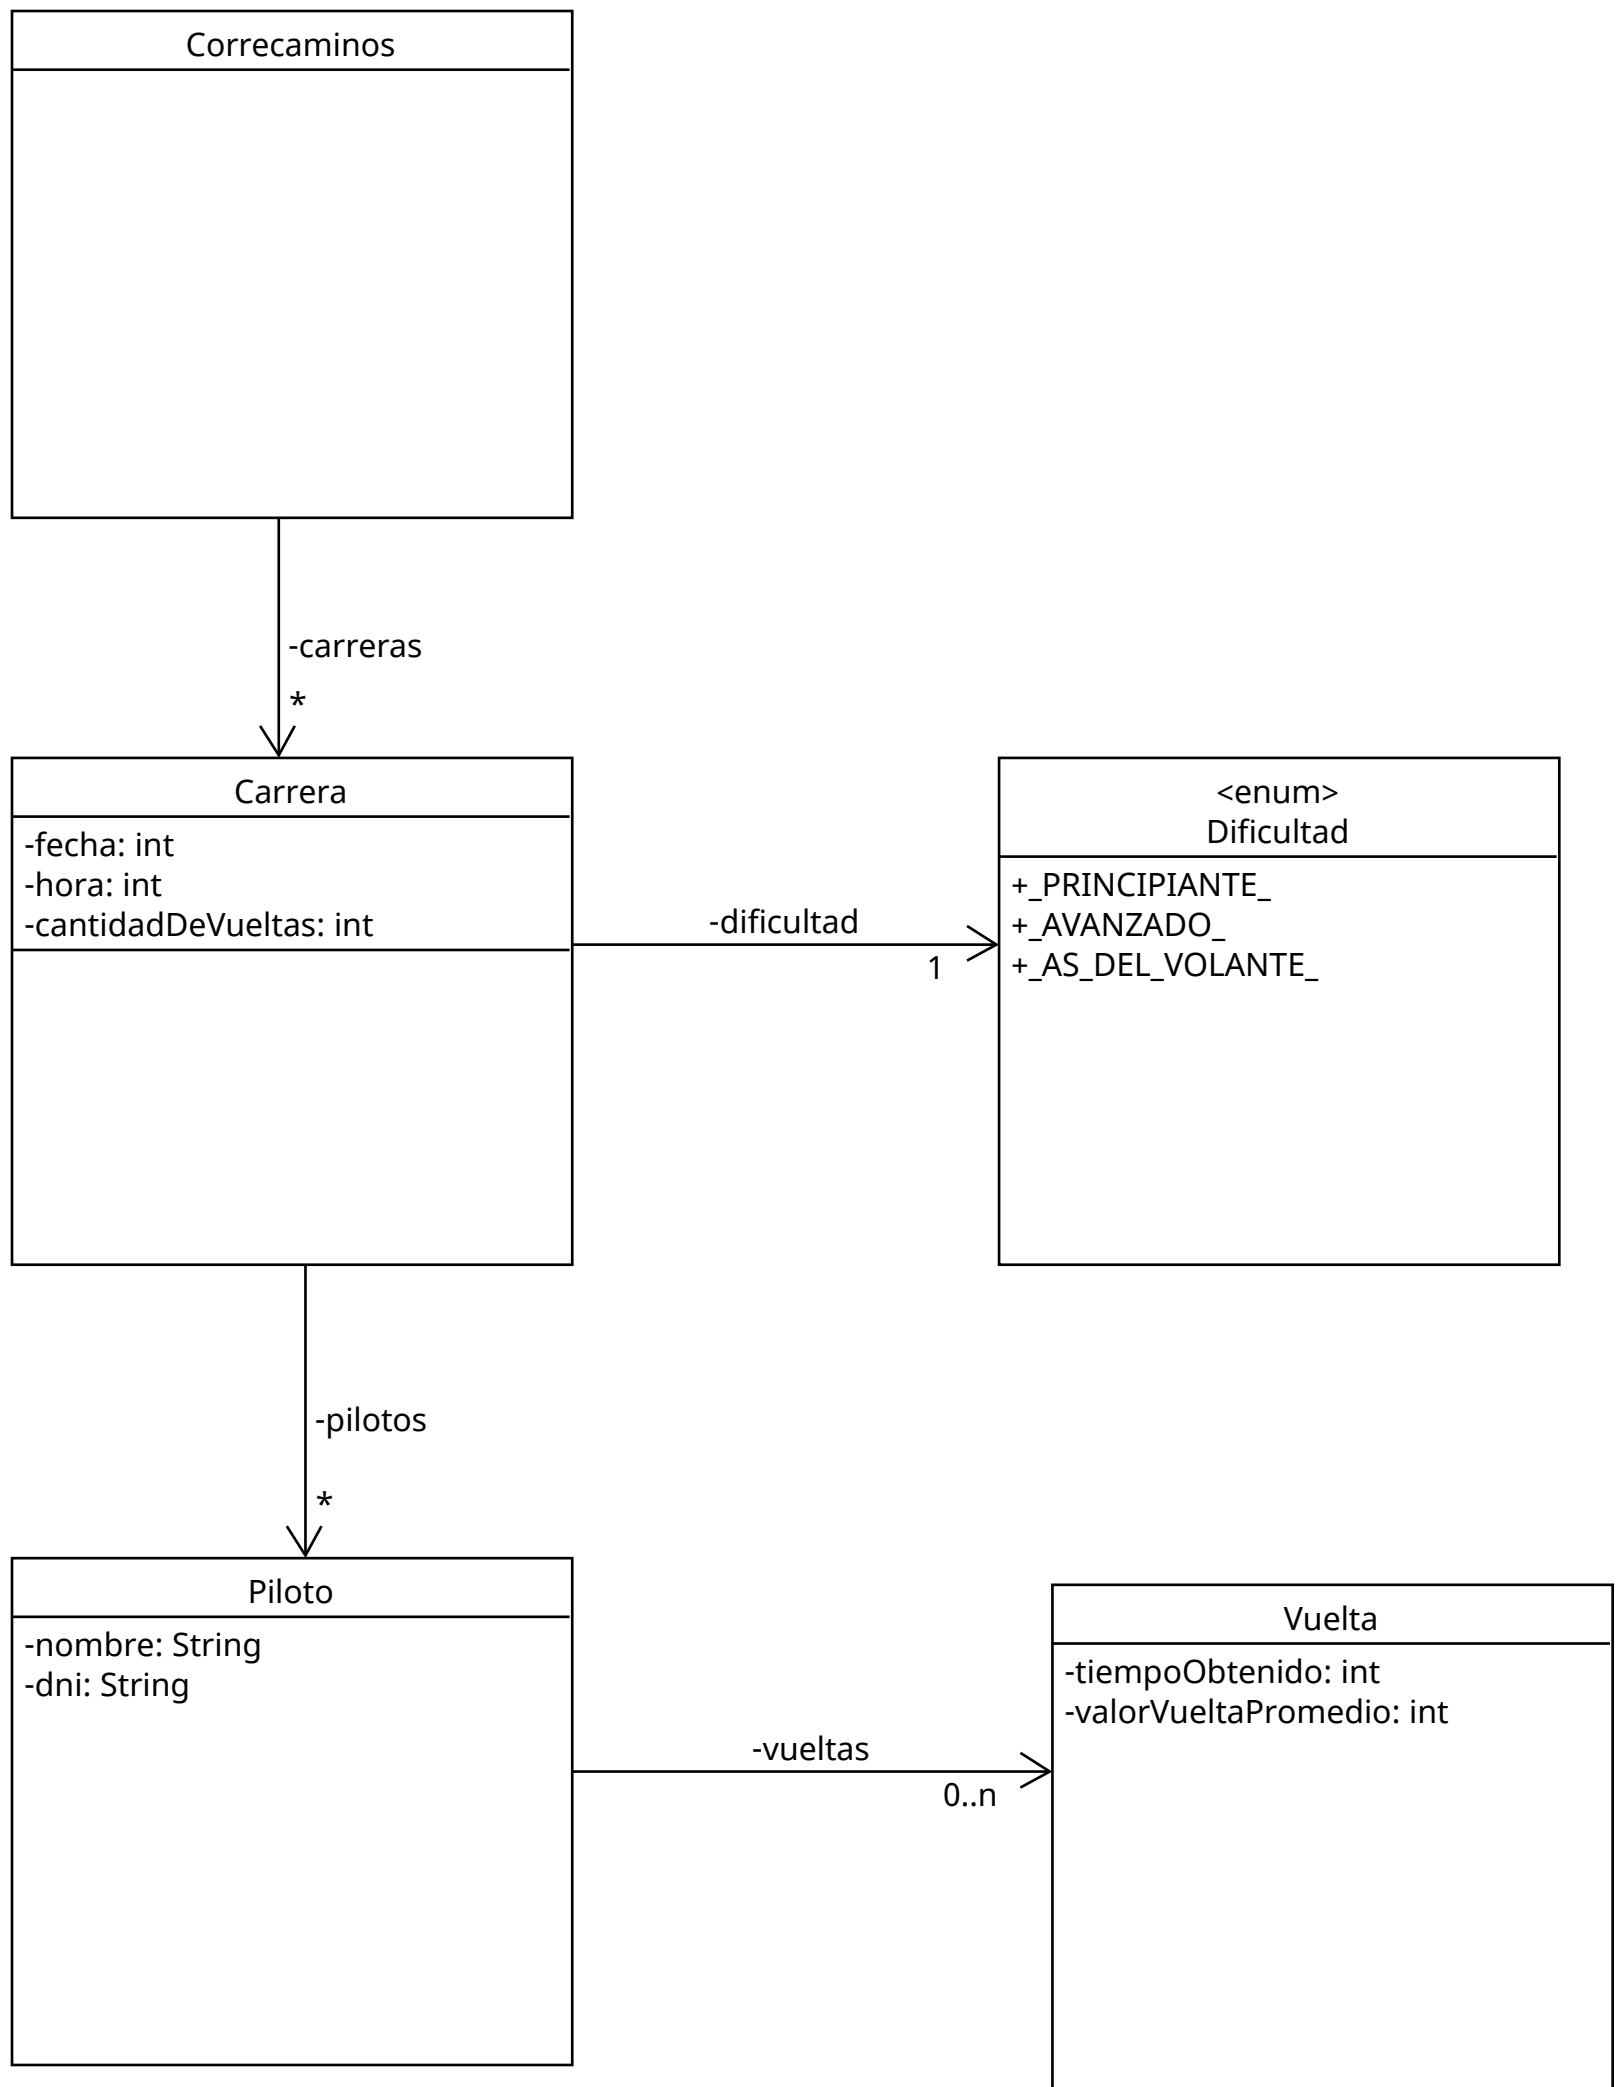 Correcaminos
-carreras
*
Carrera
-fecha: int
-hora: int
-cantidadDeVueltas: int
-dificultad
1
<enum>
Dificultad
+_PRINCIPIANTE_
+_AVANZADO_
+_AS_DEL_VOLANTE_
-pilotos
*
Piloto
-nombre: String
-dni: String
-vueltas
0..n
Vuelta
-tiempoObtenido: int
-valorVueltaPromedio: int